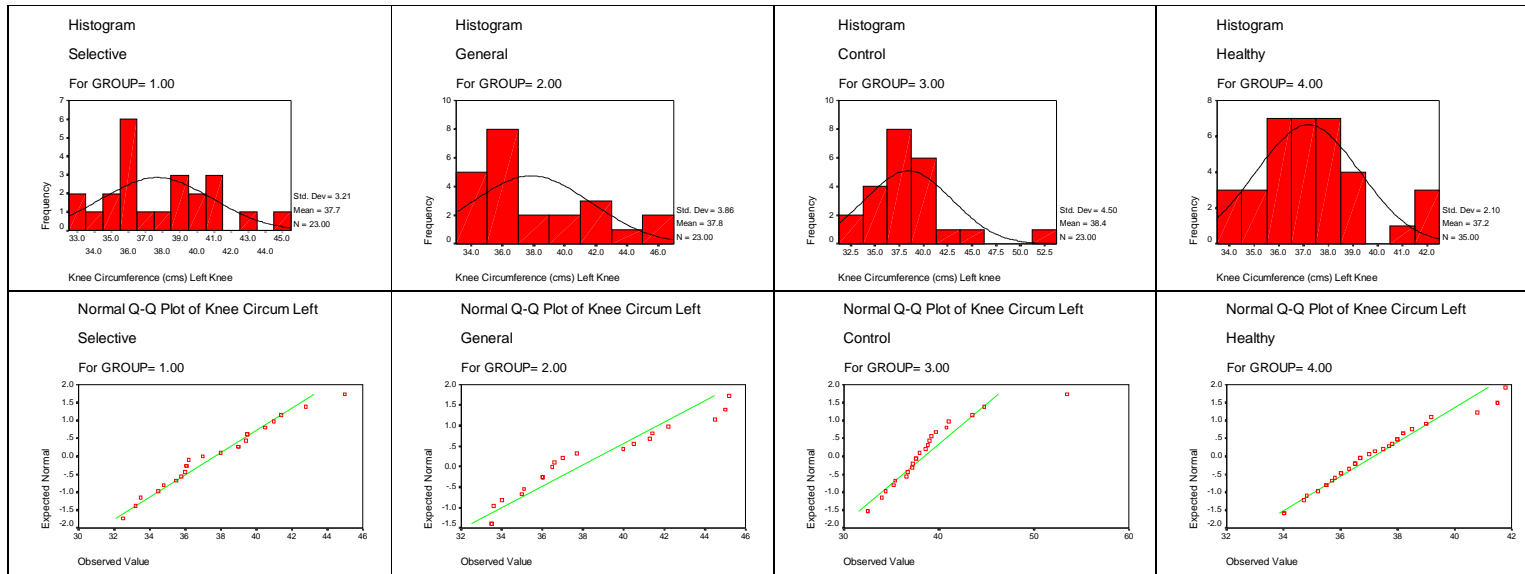 Histogram
Selective
For GROUP= 1.00
Frequency
7
6
5
4
3
2
1
0
33.0
34.0
35.0
36.0
37.0
38.0
39.0
40.0
41.0
42.0
43.0
44.0
45.0
Std. Dev = 3.21
Mean = 37.7
N = 23.00
Knee Circumference (cms) Left Knee
Histogram
General
For GROUP= 2.00
Frequency
10
8
6
4
2
0
34.0
36.0
38.0
40.0
42.0
44.0
46.0
Std. Dev = 3.86
Mean = 37.8
N = 23.00
Knee Circumference (cms) Left Knee
Histogram
Control
For GROUP= 3.00
Frequency
10
8
6
4
2
0
32.5
35.0
37.5
40.0
42.5
45.0
47.5
50.0
52.5
Std. Dev = 4.50
Mean = 38.4
N = 23.00
Knee Circumference (cms) Left knee
Histogram
Healthy
For GROUP= 4.00
Frequency
8
6
4
2
0
34.0
35.0
36.0
37.0
38.0
39.0
40.0
41.0
42.0
Std. Dev = 2.10
Mean = 37.2
N = 35.00
Knee Circumference (cms) Left Knee
Normal Q-Q Plot of Knee Circum Left
Selective
For GROUP= 1.00
Expected Normal
2.0
1.5
1.0
.5
0.0
-.5
-1.0
-1.5
-2.0
30
32
34
36
38
40
42
44
46
Observed Value
Normal Q-Q Plot of Knee Circum Left
General
For GROUP= 2.00
Expected Normal
2.0
1.5
1.0
.5
0.0
-.5
-1.0
-1.5
32
34
36
38
40
42
44
46
Observed Value
Normal Q-Q Plot of Knee Circum Left
Control
For GROUP= 3.00
Expected Normal
2.0
1.5
1.0
.5
0.0
-.5
-1.0
-1.5
-2.0
30
40
50
60
Observed Value
Normal Q-Q Plot of Knee Circum Left
Healthy
For GROUP= 4.00
Expected Normal
2.0
1.5
1.0
.5
0.0
-.5
-1.0
-1.5
-2.0
32
34
36
38
40
42
Observed Value